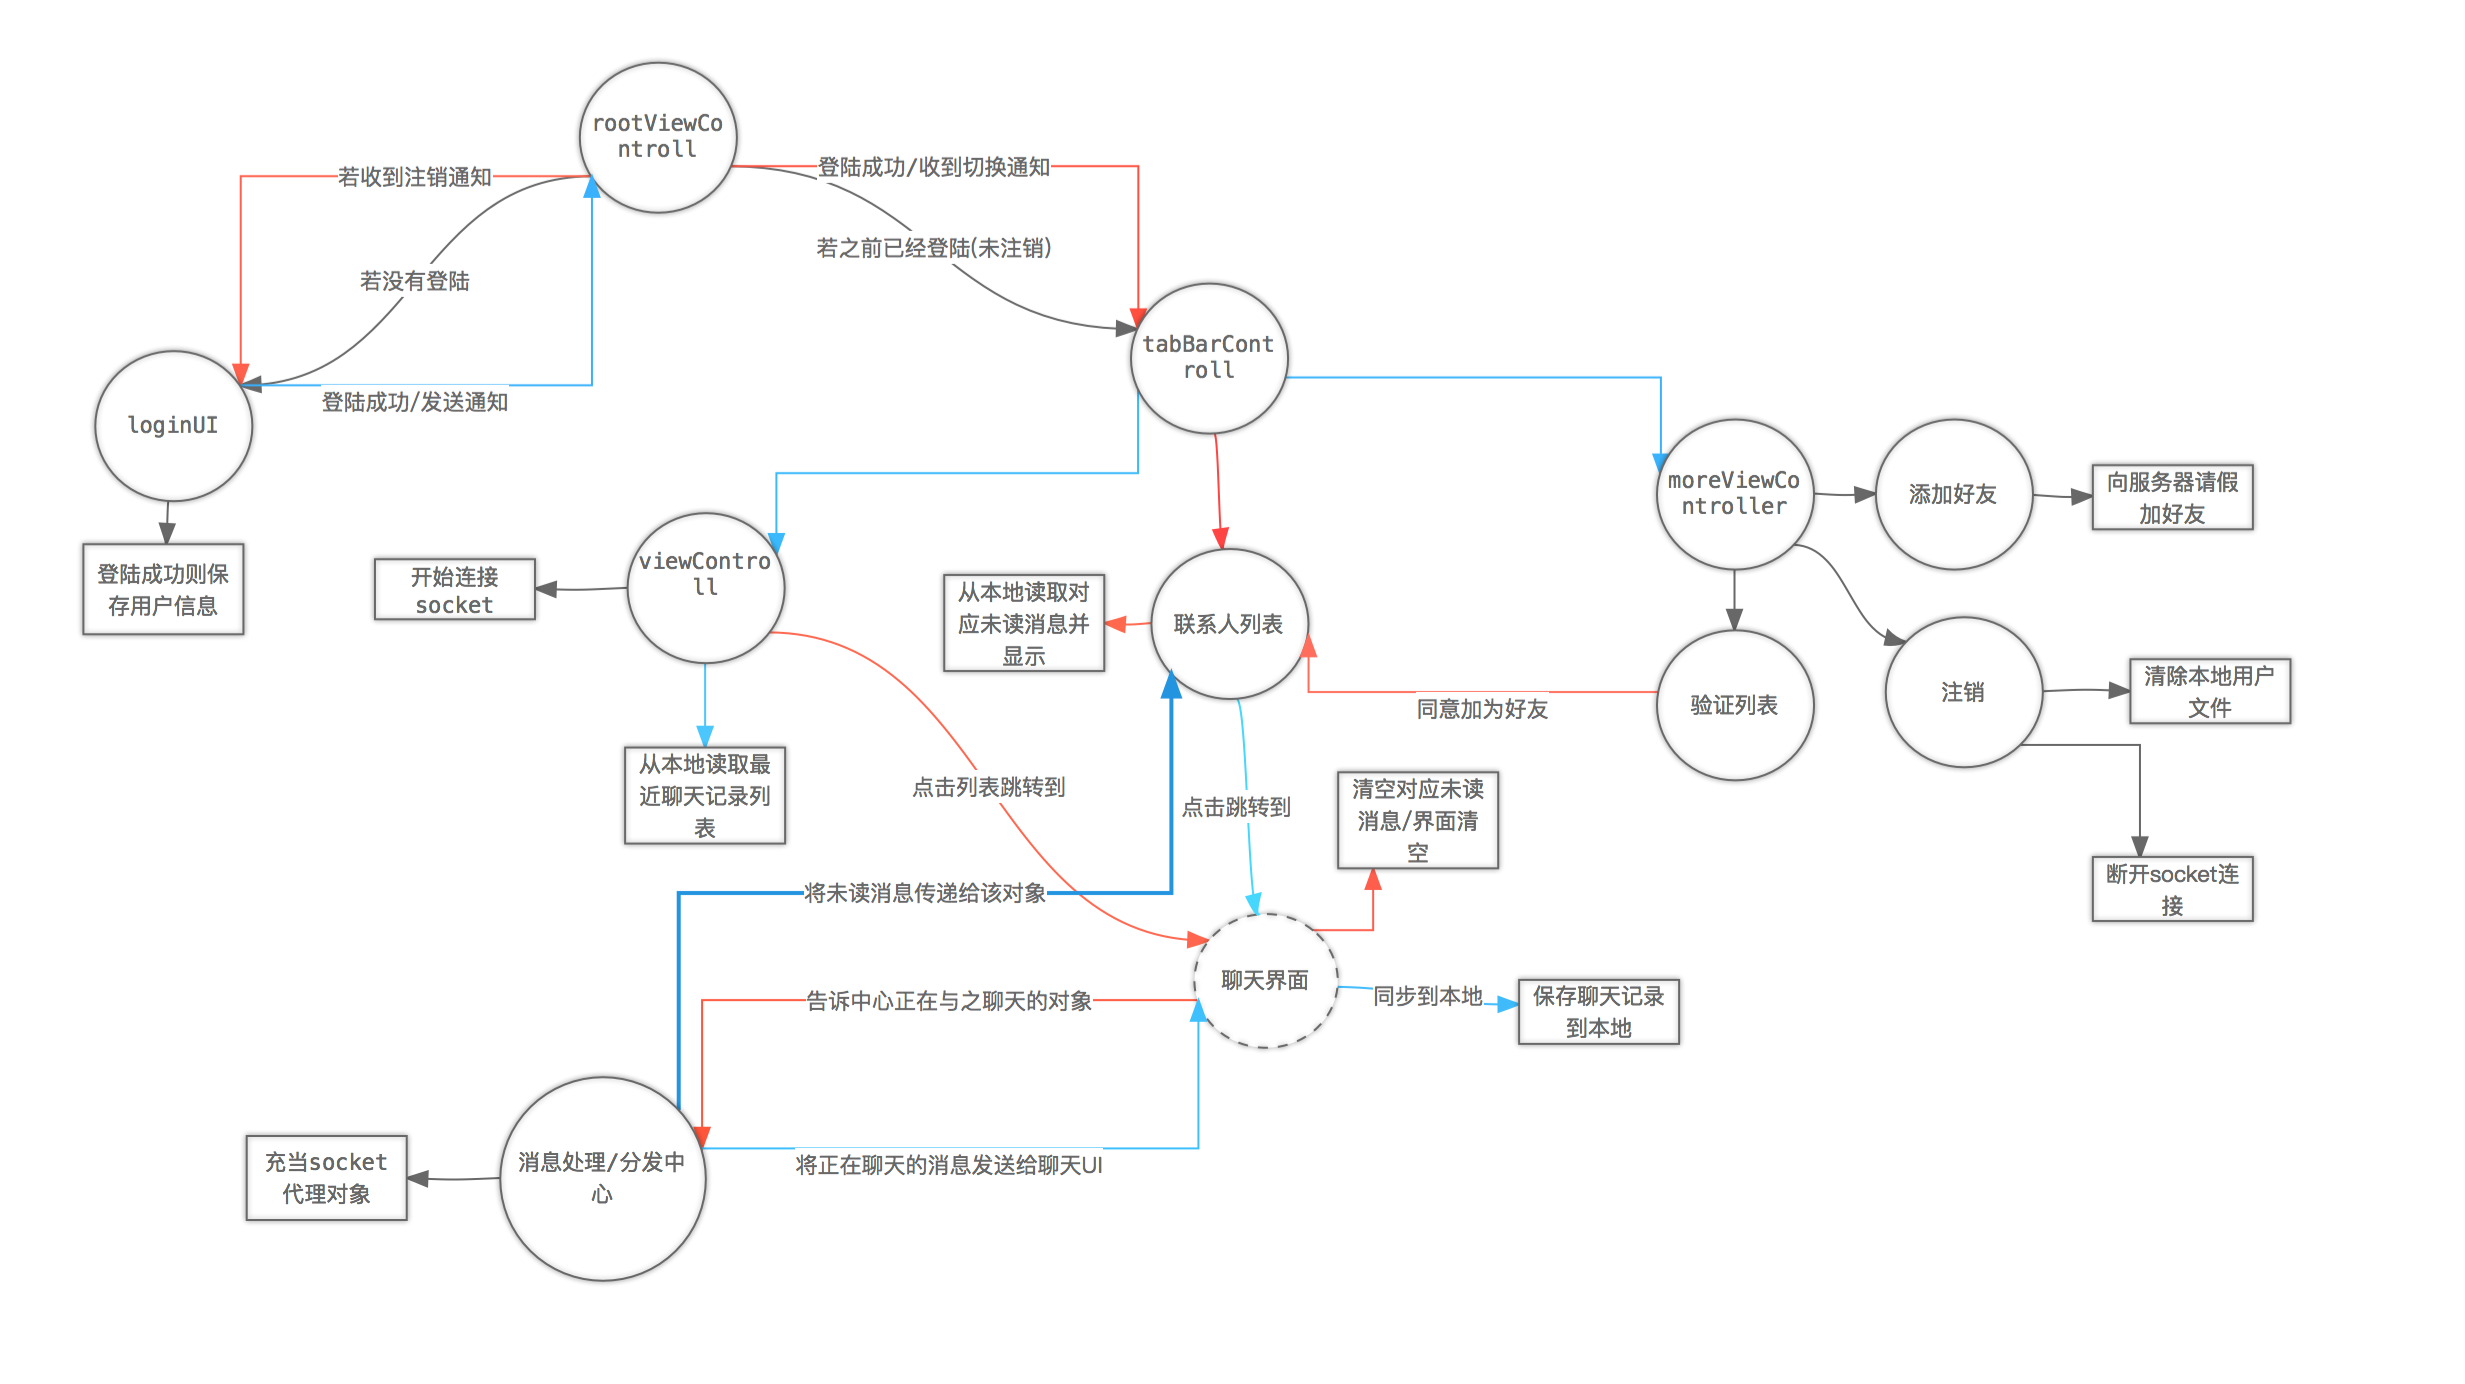 rootViewCo
ntroll
若收到注销通知
登陆成功/收到切换通知
若之前已经登陆(未注销)
若没有登陆
登陆成功/发送通知
loginUI
登陆成功则保
存用户信息
tabBarCont
roll
moreViewCo
ntroller
添加好友
向服务器请假
加好友
viewContro
ll
开始连接
socket
从本地读取对
应未读消息并
显示
联系人列表
同意加为好友
验证列表
注销
清除本地用户
文件
断开socket连
接
从本地读取最
近聊天记录列
表
点击列表跳转到
点击跳转到
清空对应未读
消息/界面清
空
将未读消息传递给该对象
聊天界面
同步到本地
保存聊天记录
到本地
告诉中心正在与之聊天的对象
充当socket
代理对象
消息处理/分发中
心
将正在聊天的消息发送给聊天UI